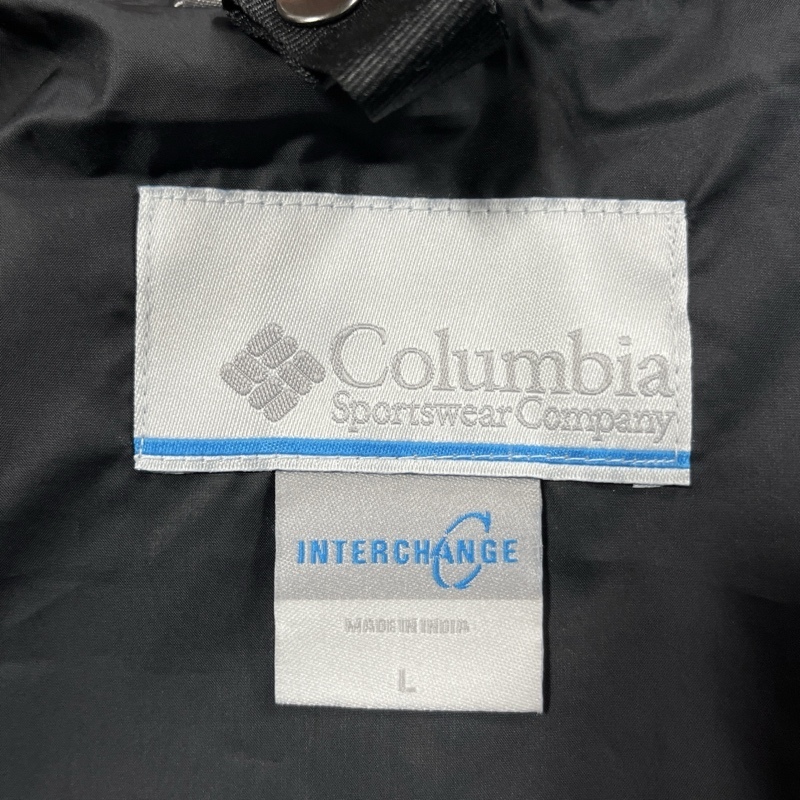 Columbia
Sportswear Company
INTERCHANGE
MADE IN INDIA
L